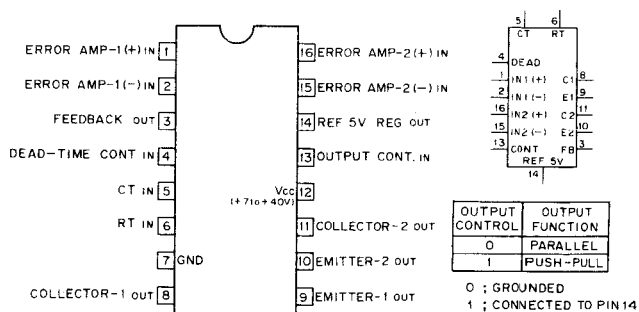 ERROR AMP-1(+) IN 1
ERROR AMP-1(-) IN 2
FEEDBACK OUT 3
DEAD-TIME CONT IN 4
CT IN 5
RT IN 6
7 GND
COLLECTOR-1 OUT 8
16 ERROR AMP-2 (+) IN
15 ERROR AMP-2 (-) IN
14 REF 5V REG OUT
13 OUTPUT CONT. IN
Vcc 12
(+7 to +40V)
11 COLLECTOR-2 OUT
10 EMITTER-2 OUT
9 EMITTER-1 OUT
5 6
CT RT
4 DEAD
1 IN1 (+) C1 8
2 IN1 (-) E1 9
16 IN2 (+) C2 11
15 IN2 (-) E2 10
13 CONT FB 3
REF 5V
14
OUTPUT CONTROL OUTPUT FUNCTION
0 PARALLEL
1 PUSH-PULL
0 ; GROUNDED
1 ; CONNECTED TO PIN 14